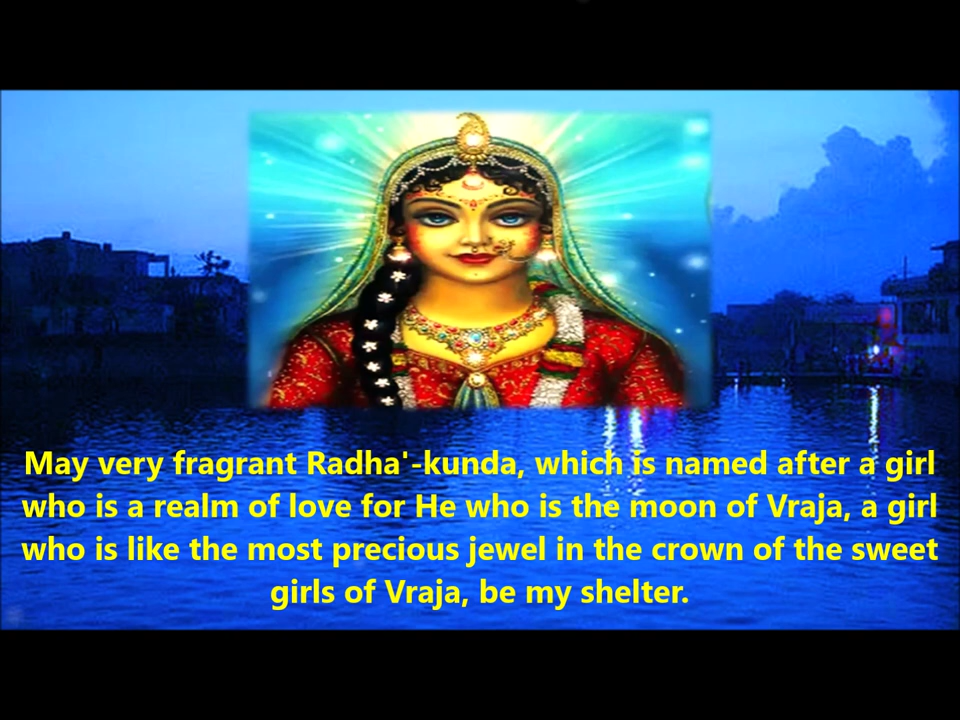 May very fragrant Radha'-kunda, which is named after a girl
who is a realm of love for He who is the moon of Vraja, a girl
who is like the most precious jewel in the crown of the sweet
girls of Vraja, be my shelter.